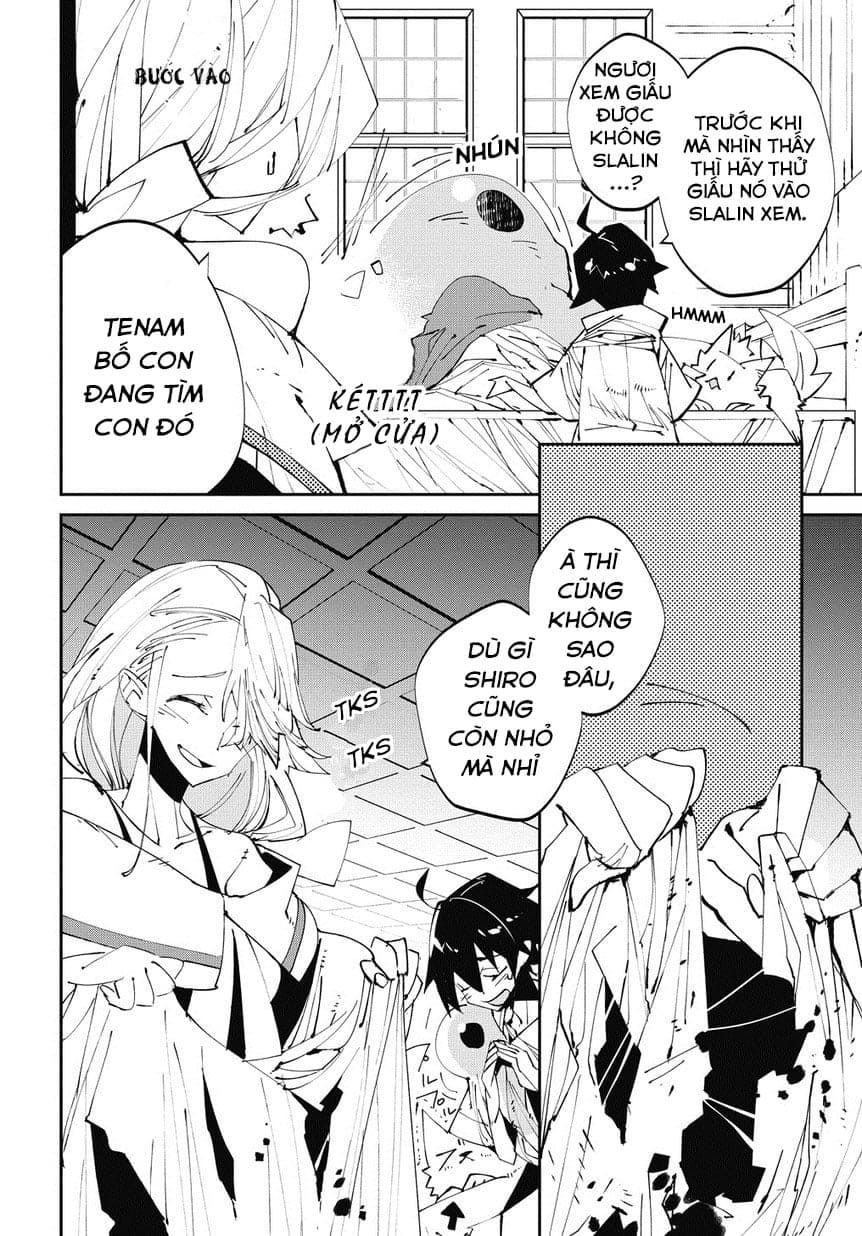 TRƯỚC KHI
MÀ NHÌN THẤY
THÌ HÃY THỬ
GIẤU NÓ VÀO
SLALIN XEM.
NGƯƠI
XEM GIẤU
ĐƯỢC
KHÔNG
SLALIN
...?
NHÚN
HMMM
BƯỚC VÀO
KÉTTTT
(MỞ CỬA)
TENAM
BỐ CON
ĐANG TÌM
CON ĐÓ
À THÌ
CŨNG
KHÔNG
SAO
ĐÂU,
DÙ GÌ
SHIRO
CŨNG
CÒN NHỎ
MÀ NHỈ
TKS
TKS